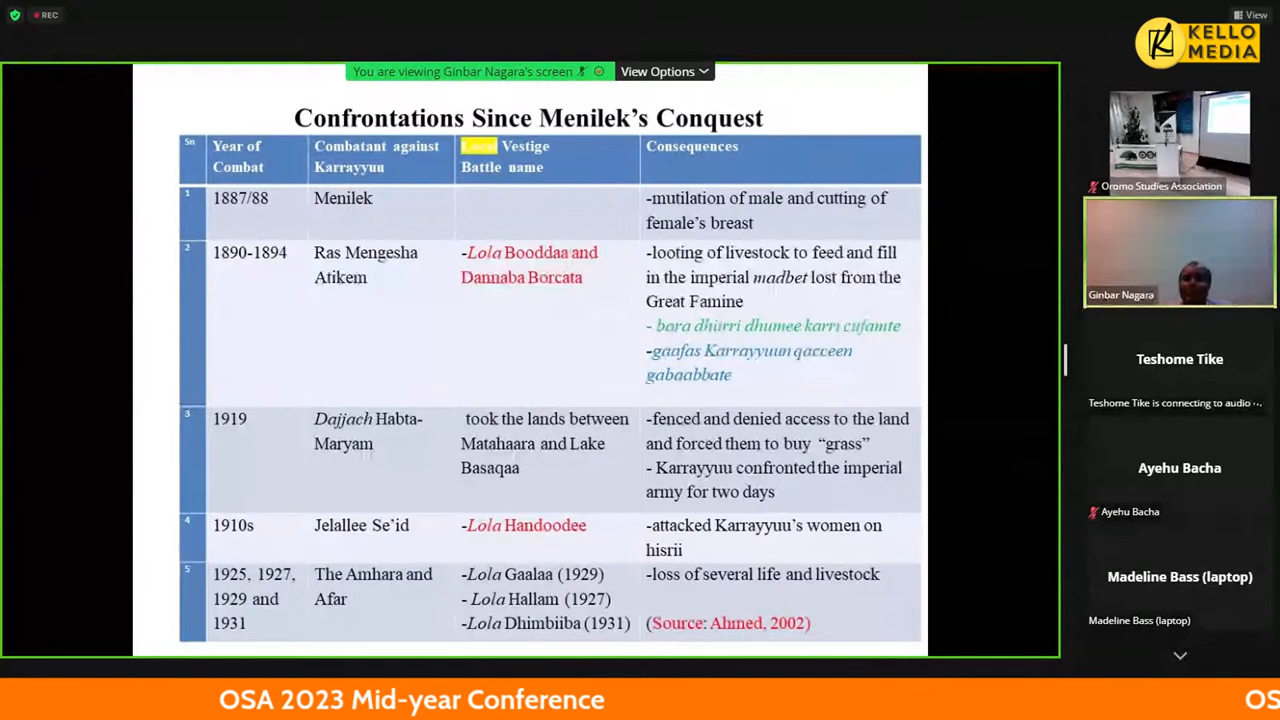 REC
View
KELLO
MEDIA
You are viewing Ginbar Nagara's screen
View Options
Confrontations Since Menilek's Conquest
Sn
Year of
Combat
Combatant against
Karrayyuu
Local Vestige
Battle name
Consequences
1
1887/88
Menilek
-mutilation of male and cutting of
female's breast
2
1890-1894
Ras Mengesha
Atikem
-Lola Booddaa and
Dannaba Borcata
-looting of livestock to feed and fill
in the imperial madbet lost from the
Great Famine
- bara dhirri dhumee karri cufamte
-gaafas Karrayyuun qacceen
gabaabbate
3
1919
Dajjach Habta-
Maryam
took the lands between
Matahaara and Lake
Basaqaa
-fenced and denied access to the land
and forced them to buy "grass"
- Karrayyuu confronted the imperial
army for two days
4
1910s
Jelallee Se'id
-Lola Handoodee
-attacked Karrayyuu's women on
hisrii
5
1925, 1927,
1929 and
1931
The Amhara and
Afar
-Lola Gaalaa (1929)
- Lola Hallam (1927)
-Lola Dhimbiiba (1931)
-loss of several life and livestock
(Source: Ahmed, 2002)
Oromo Studies Association
Ginbar Nagara
Teshome Tike
Teshome Tike is connecting to audio ...
Ayehu Bacha
Ayehu Bacha
Madeline Bass (laptop)
Madeline Bass (laptop)
OSA 2023 Mid-year Conference
OS